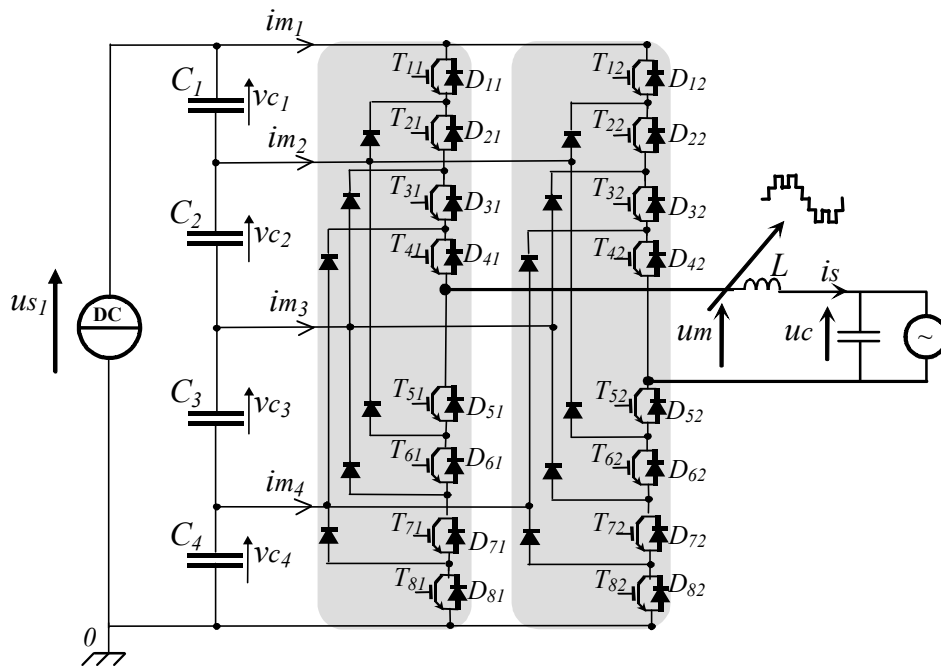 im1
T11
D11
T12
D12
C1
vc1
T21
D21
T22
D22
im2
T31
D31
T32
D32
C2
vc2
T41
D41
T42
D42
L
is
us1
DC
im3
um
uc
~
C3
vc3
T51
D51
T52
D52
T61
D61
T62
D62
im4
T71
D71
T72
D72
C4
vc4
T81
D81
T82
D82
0